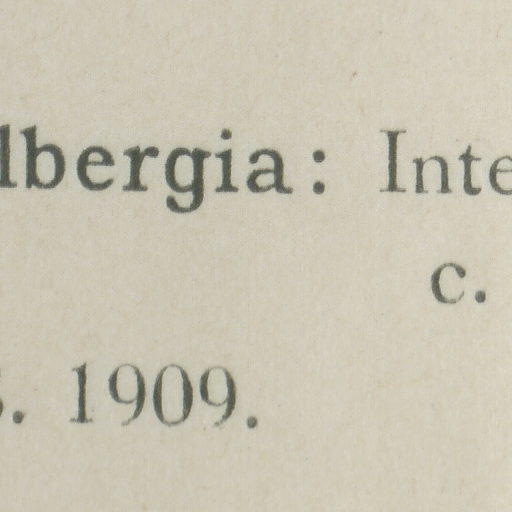 lbergia: Inte
c.
. 1909.